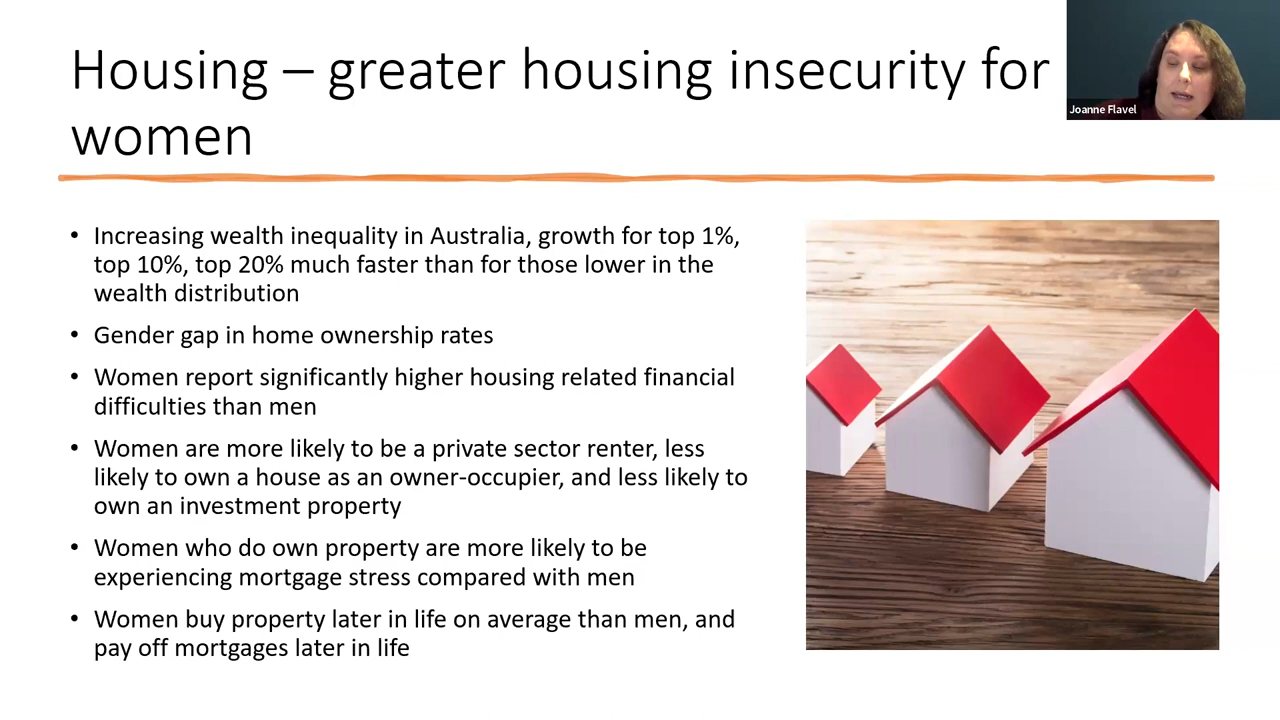 Housing – greater housing insecurity for
women
Joanne Flavel
• Increasing wealth inequality in Australia, growth for top 1%,
top 10%, top 20% much faster than for those lower in the
wealth distribution
• Gender gap in home ownership rates
• Women report significantly higher housing related financial
difficulties than men
• Women are more likely to be a private sector renter, less
likely to own a house as an owner-occupier, and less likely to
own an investment property
• Women who do own property are more likely to be
experiencing mortgage stress compared with men
• Women buy property later in life on average than men, and
pay off mortgages later in life